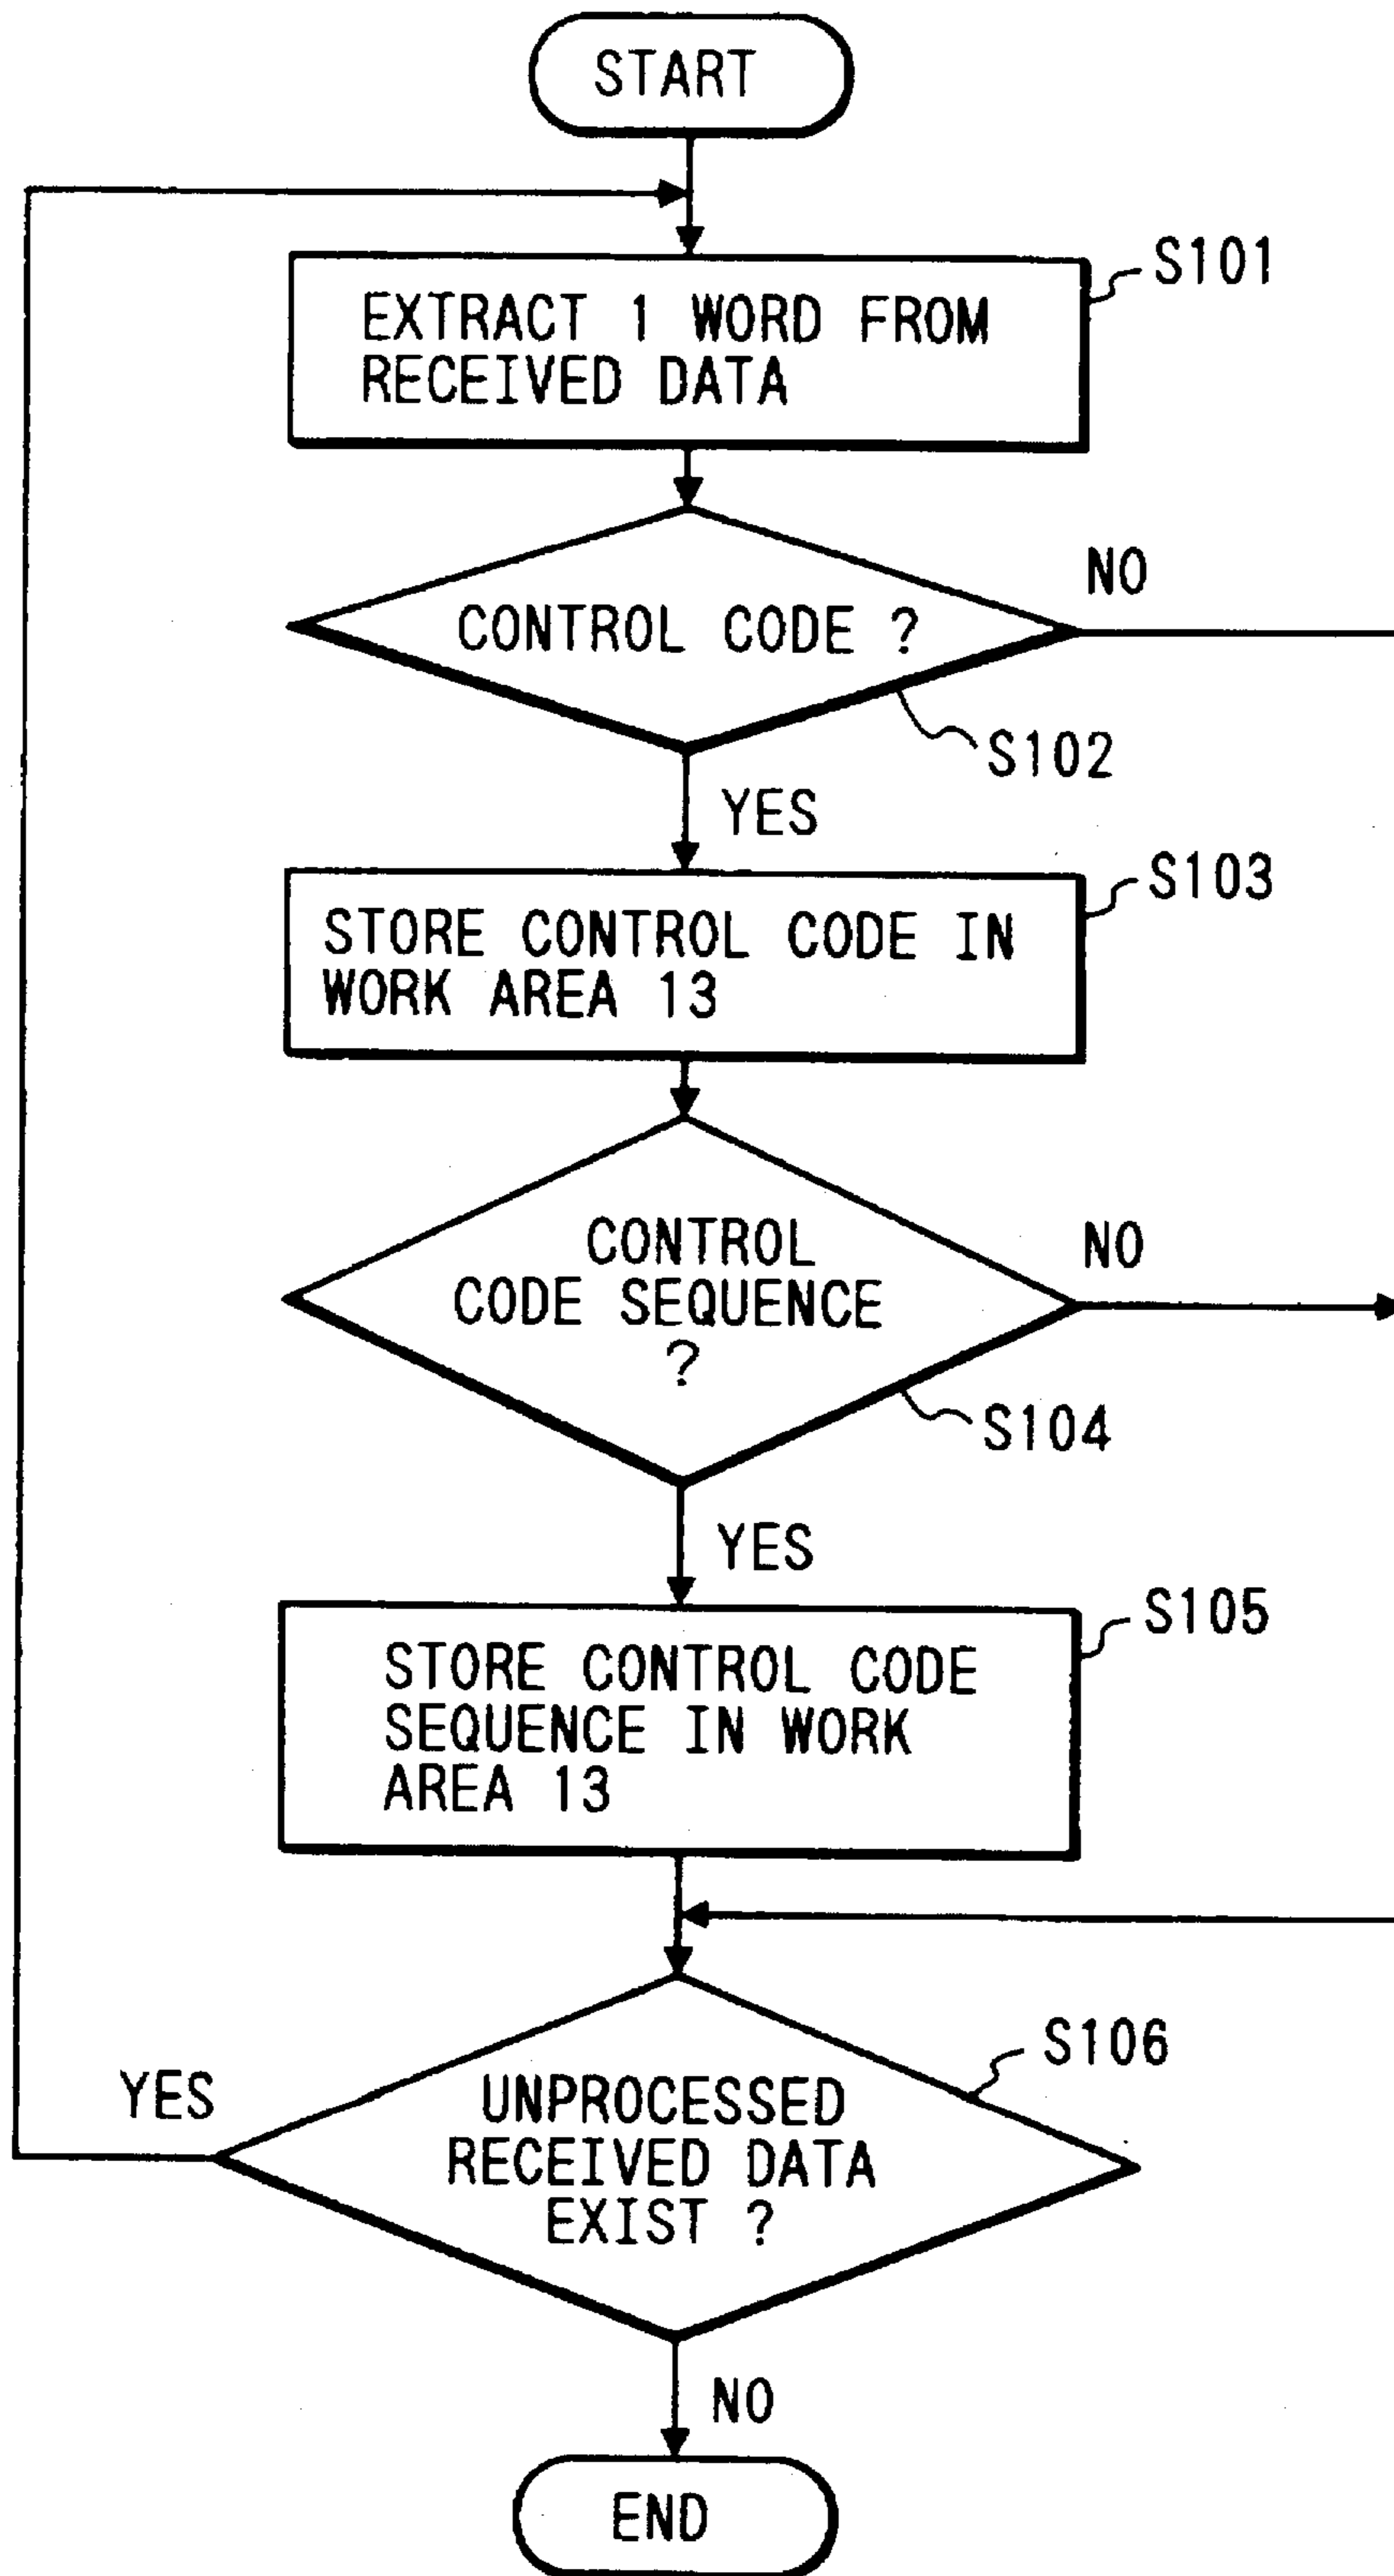 START
S101
EXTRACT 1 WORD FROM
RECEIVED DATA
NO
CONTROL CODE ?
S102
YES
S103
STORE CONTROL CODE IN
WORK AREA 13
NO
CONTROL
CODE SEQUENCE
?
S104
YES
S105
STORE CONTROL CODE
SEQUENCE IN WORK
AREA 13
S106
YES
UNPROCESSED
RECEIVED DATA
EXIST ?
NO
END